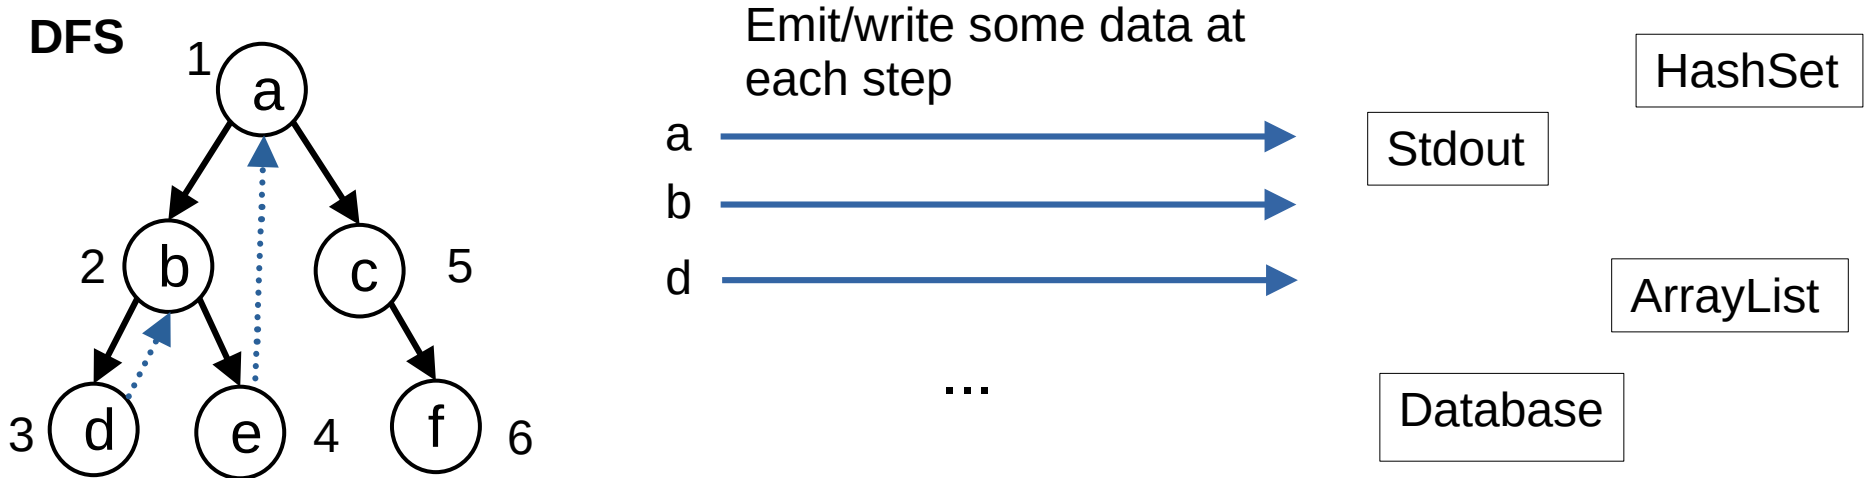 DFS
1
a
2
b
c
5
3
d
e
4
f
6
Emit/write some data at
each step
a
b
d
...
HashSet
Stdout
ArrayList
Database